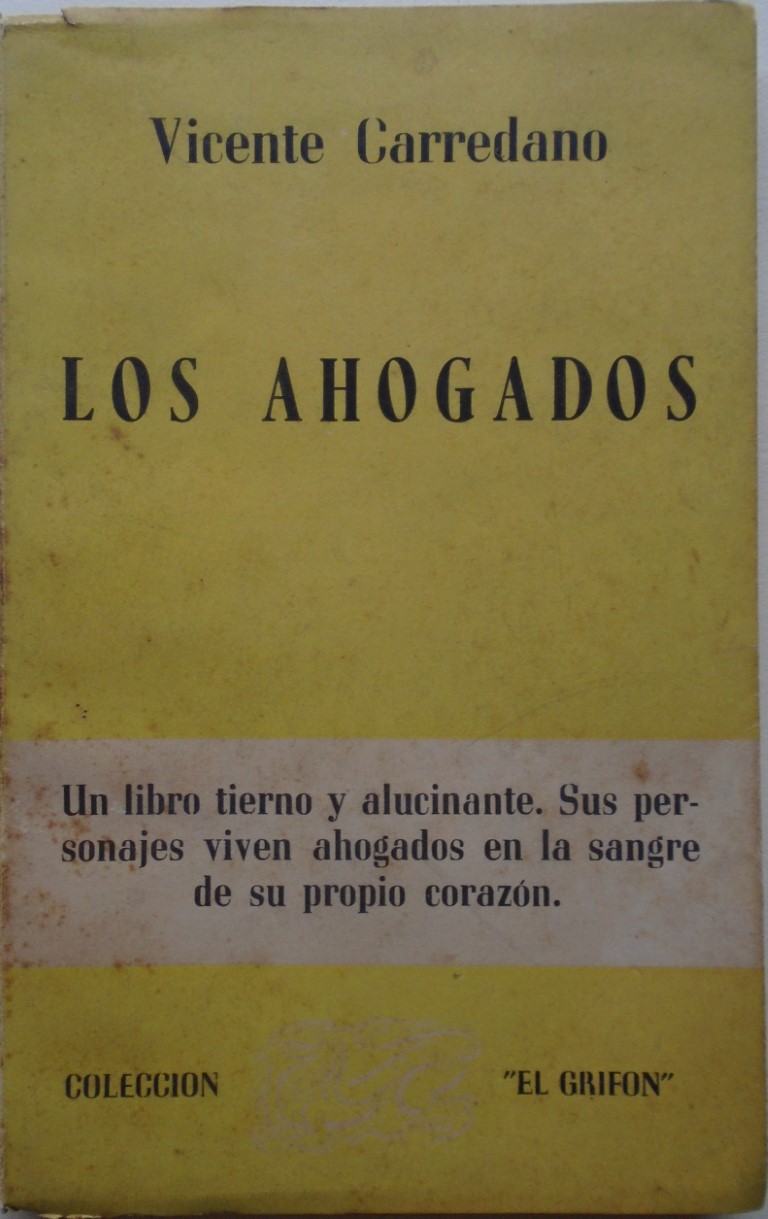 Vicente Carredano
LOS AHOGADOS
Un libro tierno y alucinante. Sus per-
sonajes viven ahogados en la sangre
de su propio corazón.
COLECCION "EL GRIFON"